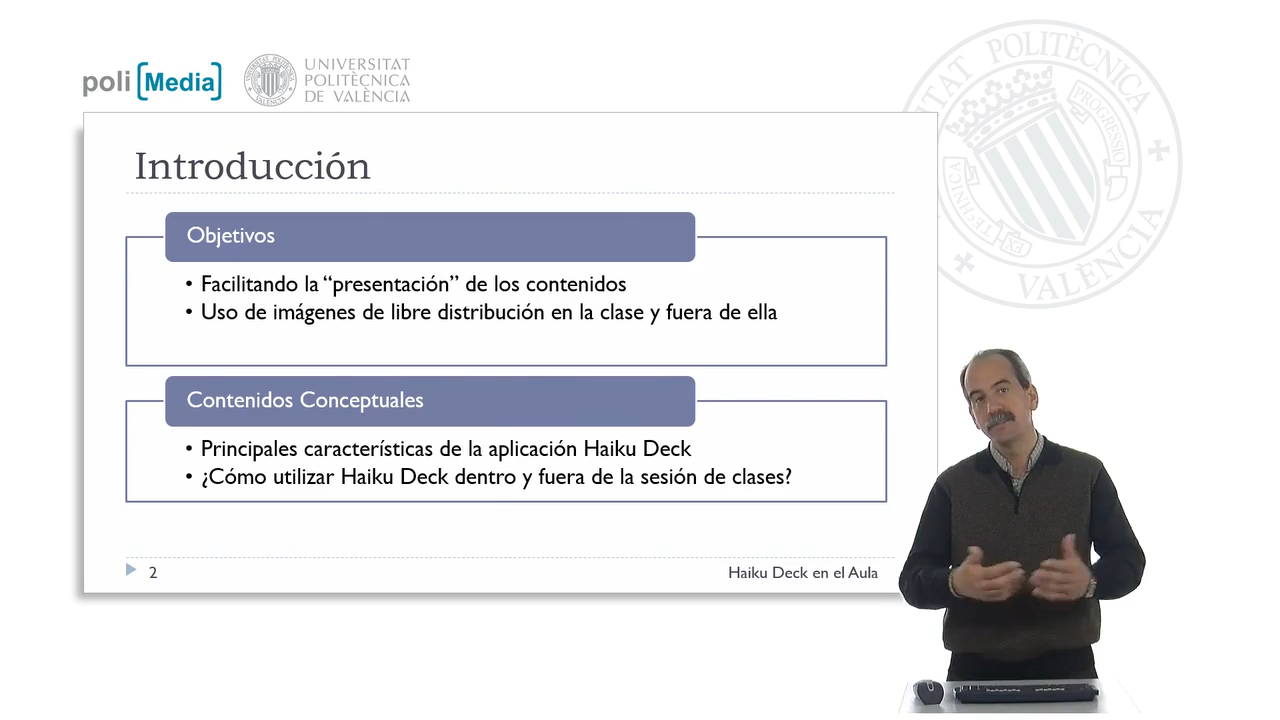 poli [Media]
UNIVERSITAT
POLITÈCNICA
DE VALÈNCIA
Introducción
Objetivos
• Facilitando la “presentación” de los contenidos
• Uso de imágenes de libre distribución en la clase y fuera de ella
Contenidos Conceptuales
• Principales características de la aplicación Haiku Deck
• ¿Cómo utilizar Haiku Deck dentro y fuera de la sesión de clases?
2
Haiku Deck en el Aula
POLITÈCNICA
VALÈNCIA
PROGRESSIO